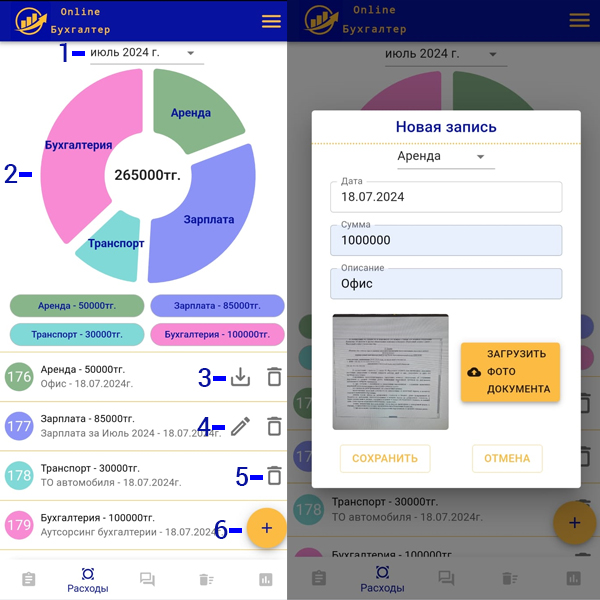 Online
Бухгалтер
1
июль 2024 г.
Аренда
Бухгалтерия
2
265000тг.
Зарплата
Транспорт
Аренда - 50000тг.
Зарплата - 85000тг.
Транспорт - 30000тг.
Бухгалтерия - 100000тг.
176
Аренда - 50000тг.
Офис - 18.07.2024г.
3
177
Зарплата - 85000тг.
Зарплата за Июль 2024 - 18.07.2024г.
4
178
Транспорт - 30000тг.
ТО автомобиля - 18.07.2024г.
5
179
Бухгалтерия - 100000тг.
Аутсорсинг бухгалтерии - 18.07.2024г.
6
+
Расходы
Online
Бухгалтер
июль 2024 г.
Новая запись
Аренда
Дата
18.07.2024
Сумма
1000000
Описание
Офис
ЗАГРУЗИТЬ
ФОТО
ДОКУМЕНТА
СОХРАНИТЬ
ОТМЕНА
178
Транспорт - 30000тг.
ТО автомобиля - 18.07.2024г.
Бухгалтерия - 100000тг.
+
Расходы